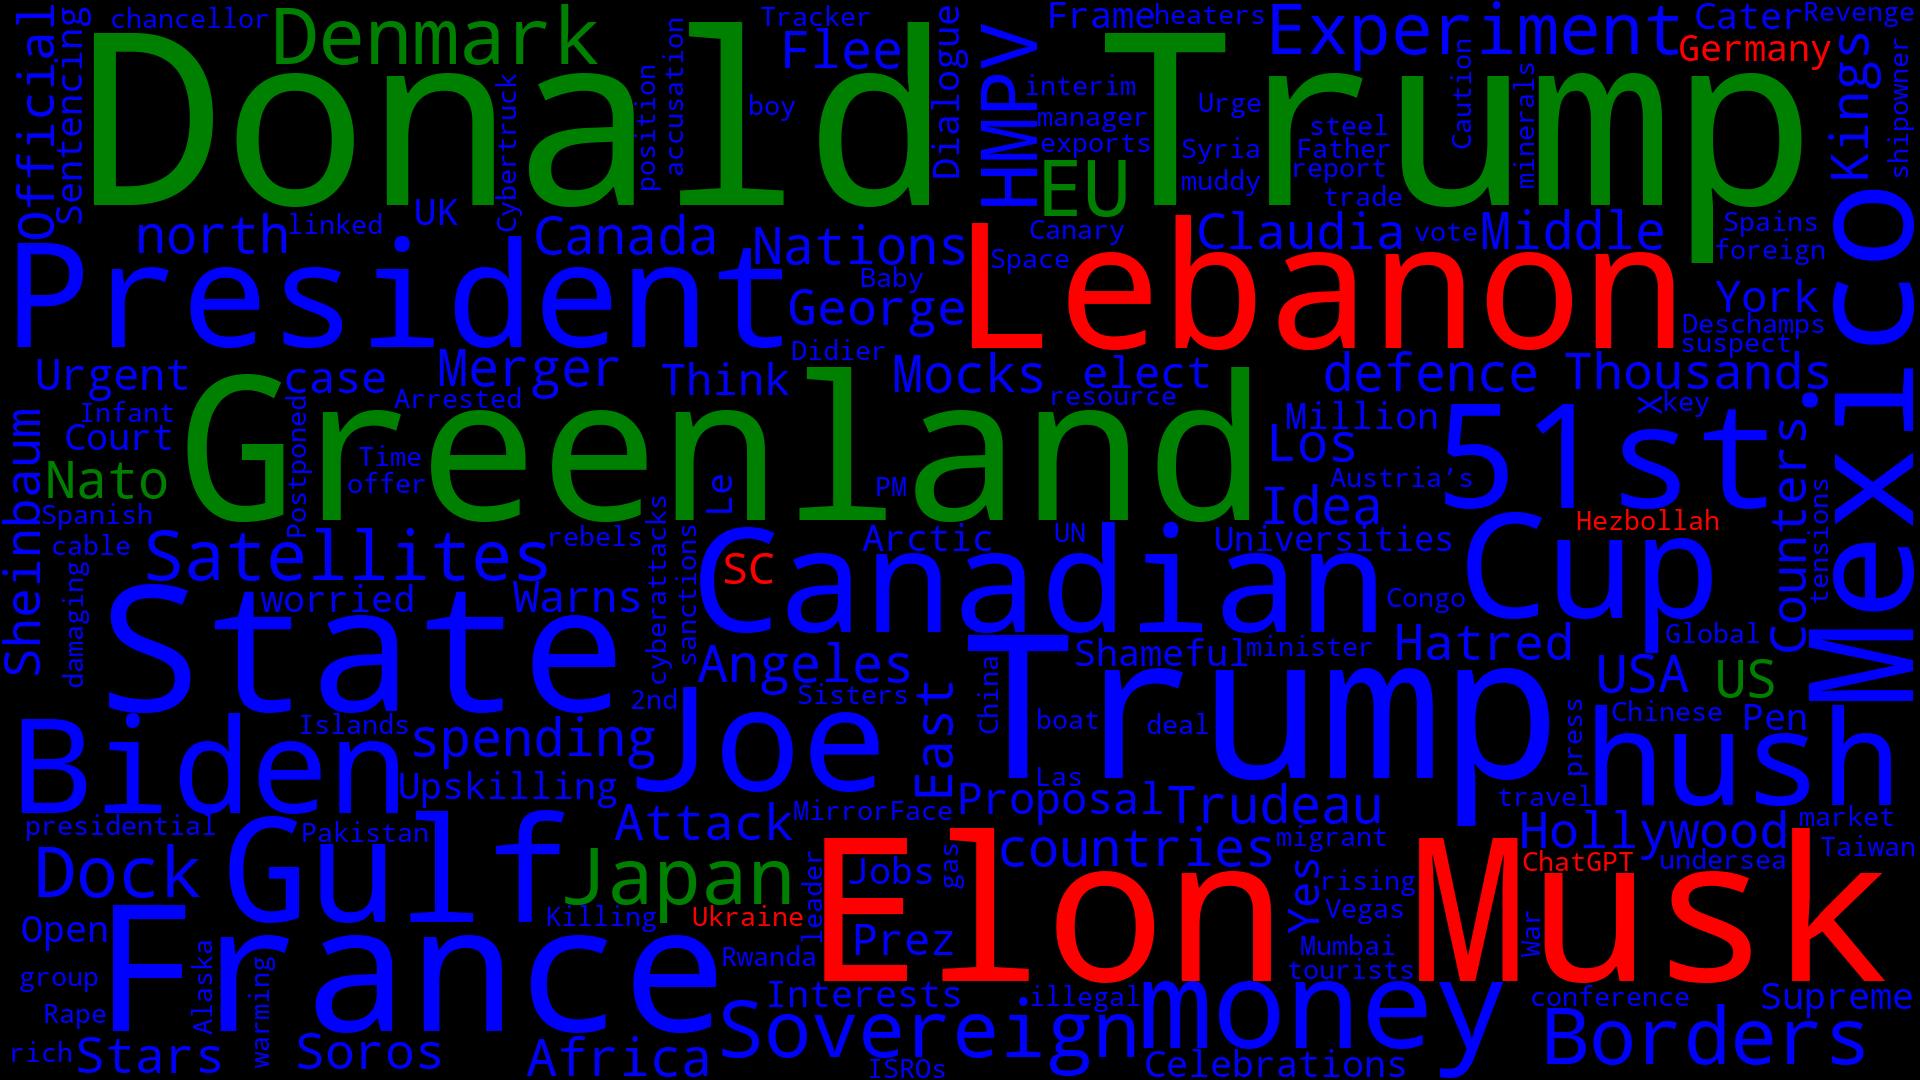 chancellor
Denmark
Tracker
Flee
Frame
heaters
Experiment
Cater
Revenge
Germany
Official
Sentencing
Donald Trump
Cybertruck
position
accusation
boy
Dialogue
HMPV
interim
manager
exports
EU
Urge
Syria
muddy
steel
Father
report
trade
Caution
minerals
Kings
shipowner
UK
north
linked
Canada
Nations
Canary
Space
Claudia
vote
Middle
Spains
foreign
President
Baby
George
Lebanon
York
Deschamps
suspect
Mexico
Didier
Urgent
case
Merger
Think
Mocks
elect
resource
defence
Thousands
Arrested
Infant
Court
Nato
Spanish
Sheinbaum
Postponed
Greenland
Time
offer
Le
PM
Million
Los
Austria’s
Idea
51st
X
key
Counters
tensions
cable
Satellites
rebels
cyberattacks
sanctions
SC
Canadian
Arctic
UN
Universities
Cup
Hezbollah
Congo
damaging
State
worried
Warns
Angeles
Sisters
2nd
Shameful
minister
Hatred
Global
USA
US
Trump
China
boat
deal
press
Chinese
Pen
hush
Biden
Islands
spending
Joe
East
Las
Upskilling
Attack
MirrorFace
Proposal
Trudeau
travel
market
Hollywood
presidential
Pakistan
Gulf
Dock
Japan
leader
Jobs
gas
countries
migrant
Yes
rising
Vegas
ChatGPT
undersea
Taiwan
Elon Musk
Open
Killing
Ukraine
Prez
Rwanda
Mumbai
tourists
War
group
Rape
Alaska
warming
France
Interests
illegal
money
conference
Supreme
rich
Stars
Soros
Africa
Sovereign
ISROs
Celebrations
Borders